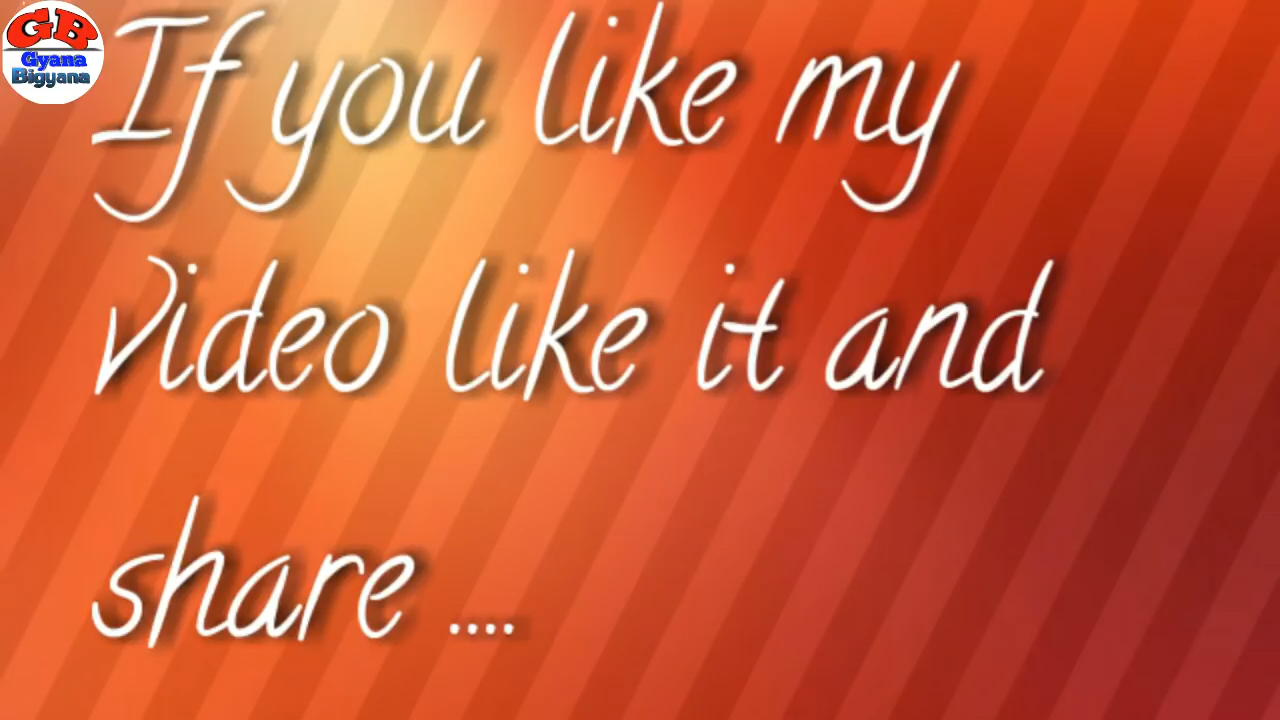 GB
Gyana
Bigyana
If you like my
video like it and
share ....